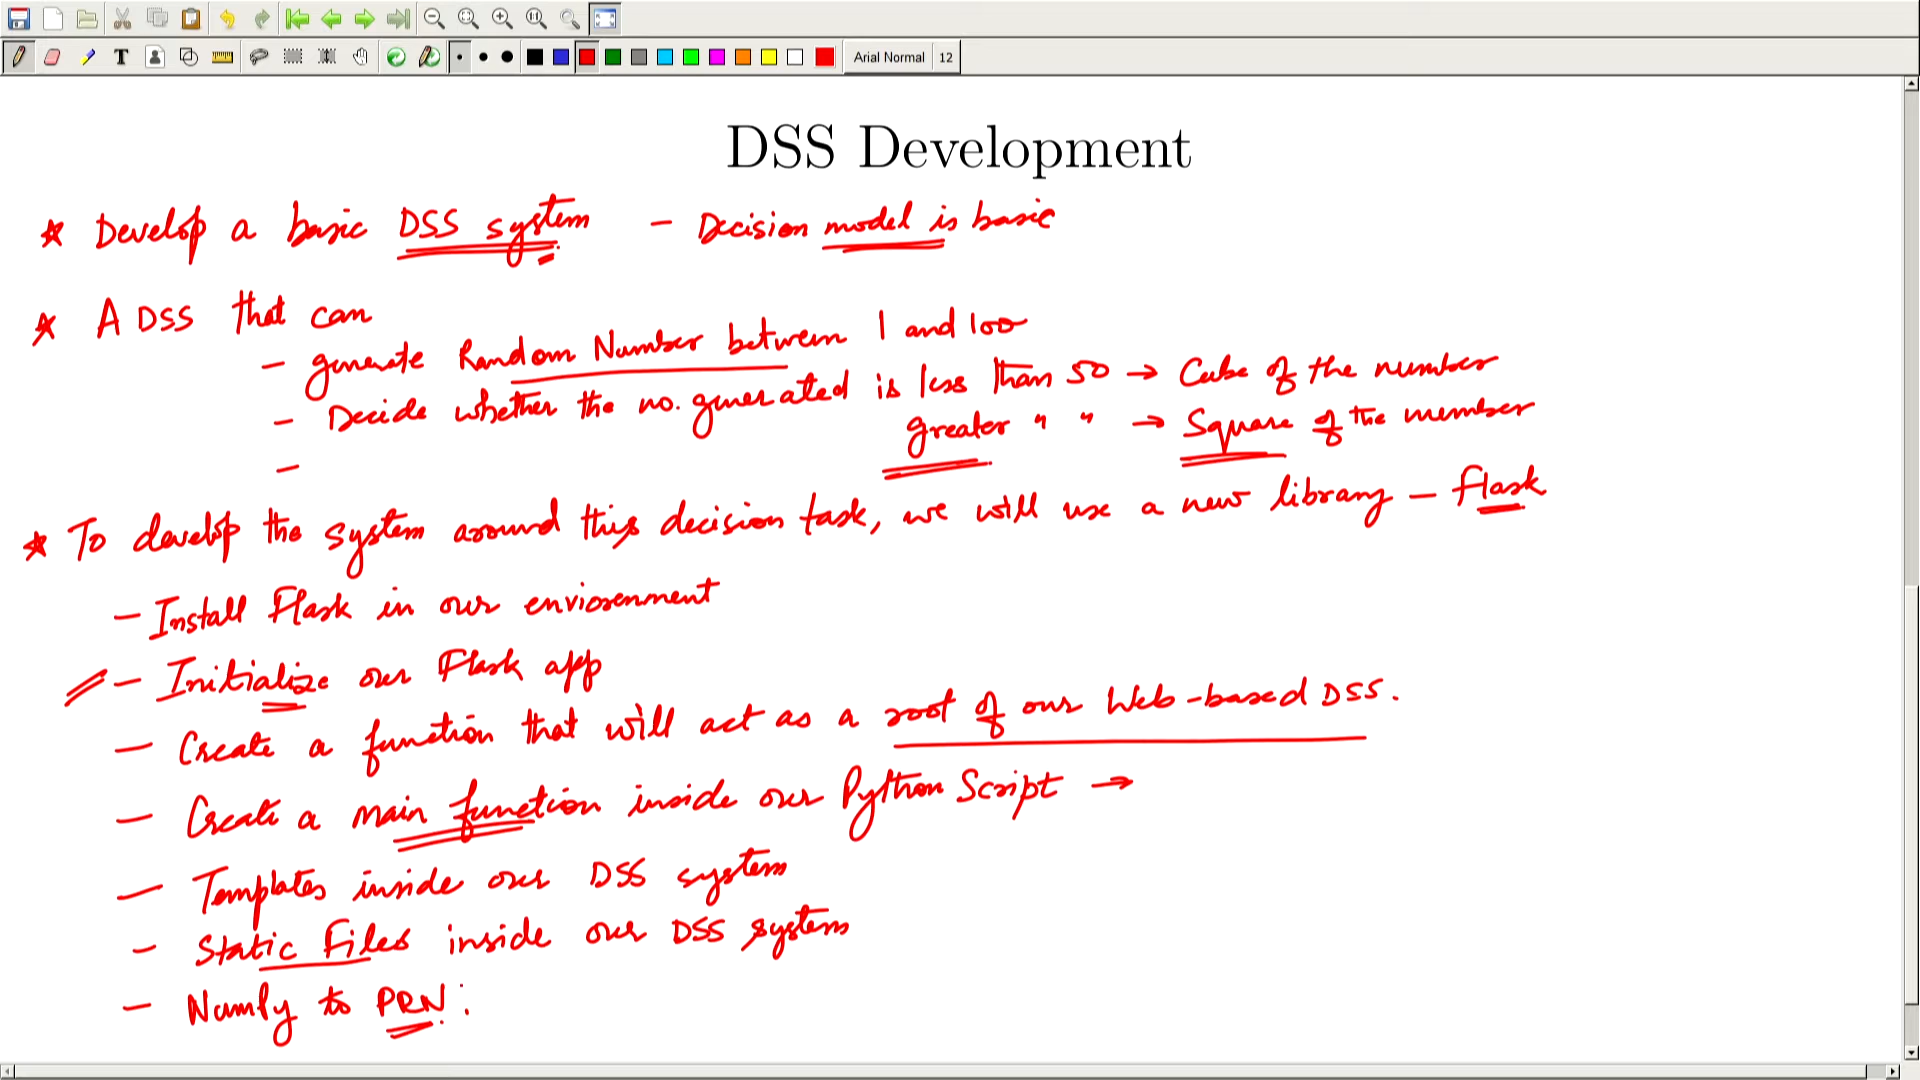 Arial Normal 12
DSS Development
* Develop a basic DSS system - Decision model is basic
* A DSS that can
- generate Random Number between 1 and 100
- Decide whether the no. generated is less than 50 → Cube of the number
greater " " → Square of the member
-
* To develop the system around this decision task, we will use a new library - Flask
- Install Flask in our enviorenment
- Initialize our Flask app
- Create a function that will act as a root of our Web-based DSS.
- Create a main function inside our Python Script →
- Templates inside our DSS system
- Static Files inside our DSS system
- to PRN: